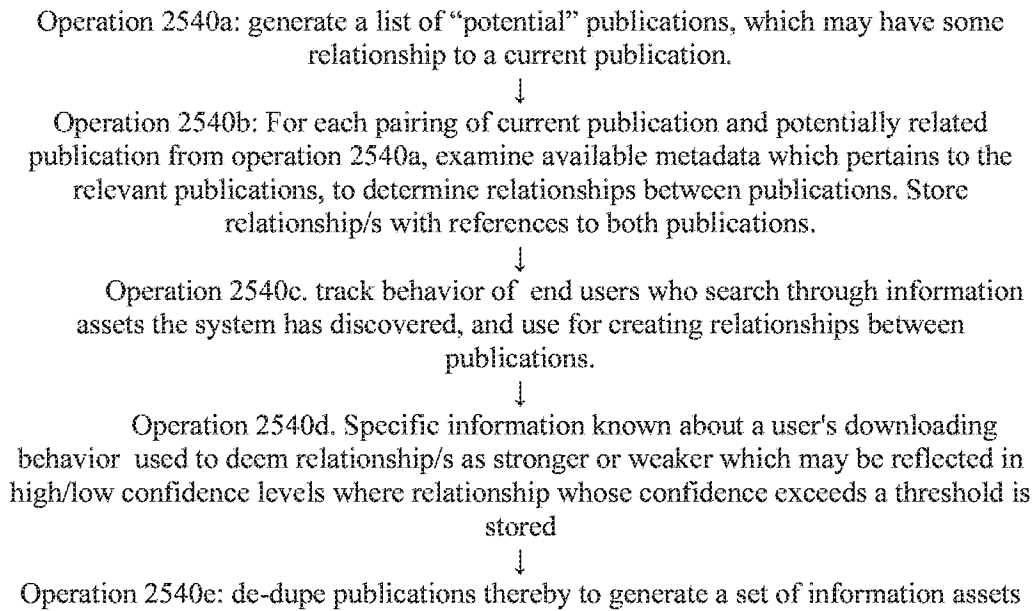 Operation 2540a: generate a list of “potential” publications, which may have some
relationship to a current publication.
↓
Operation 2540b: For each pairing of current publication and potentially related
publication from operation 2540a, examine available metadata which pertains to the
relevant publications, to determine relationships between publications. Store
relationship/s with references to both publications.
↓
Operation 2540c. track behavior of end users who search through information
assets the system has discovered, and use for creating relationships between
publications.
↓
Operation 2540d. Specific information known about a user's downloading
behavior used to deem relationship/s as stronger or weaker which may be reflected in
high/low confidence levels where relationship whose confidence exceeds a threshold is
stored
↓
Operation 2540e: de-dupe publications thereby to generate a set of information assets